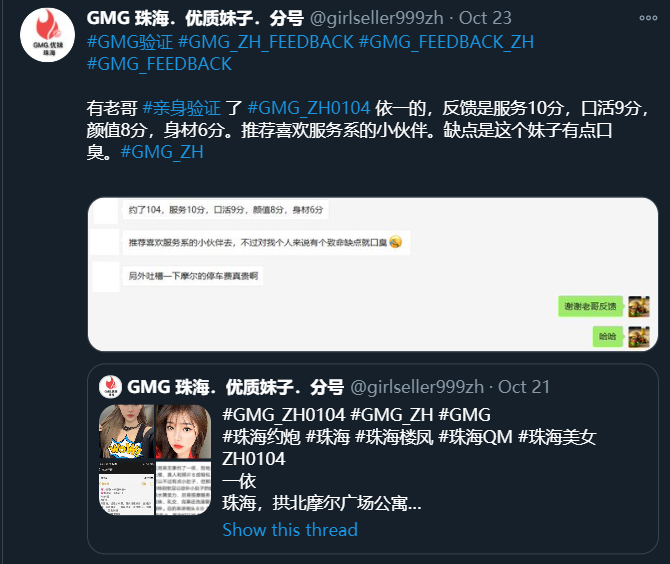 GMG 珠海．优质妹子．分号 @girlseller999zh · Oct 23
#GMG验证 #GMG_ZH_FEEDBACK #GMG_FEEDBACK_ZH
#GMG_FEEDBACK
有老哥 #亲身验证 了 #GMG_ZH0104 依一的，反馈是服务10分，口活9分，
颜值8分，身材6分。推荐喜欢服务系的小伙伴。缺点是这个妹子有点口
臭。#GMG_ZH
约了104，服务10分，口活9分，颜值8分，身材6分
推荐喜欢服务系的小伙伴去，不过对我个人来说有个致命缺点就口臭
另外吐槽一下摩尔的停车费真贵啊
谢谢老哥反馈
哈哈
GMG 珠海．优质妹子．分号 @girlseller999zh · Oct 21
#GMG_ZH0104 #GMG_ZH #GMG
#珠海约炮 #珠海 #珠海楼凤 #珠海QM #珠海美女
ZH0104
一依
珠海，拱北摩尔广场公寓...
Show this thread
GMG.优妹
珠海